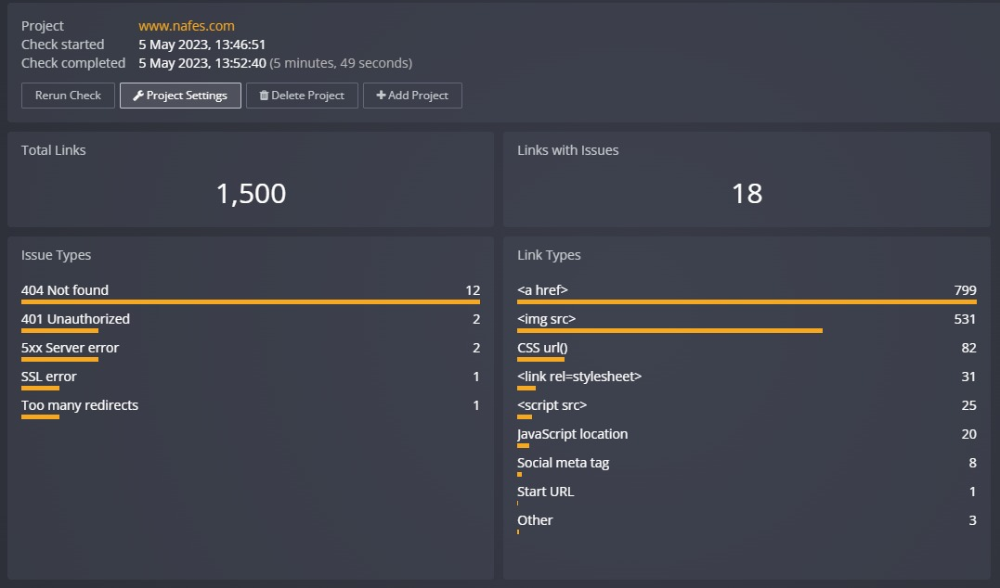 Project www.nafes.com
Check started 5 May 2023, 13:46:51
Check completed 5 May 2023, 13:52:40 (5 minutes, 49 seconds)
Rerun Check Project Settings Delete Project Add Project
Total Links
1,500
Links with Issues
18
Issue Types
404 Not found 12
401 Unauthorized 2
5xx Server error 2
SSL error 1
Too many redirects 1
Link Types
<a href> 799
<img src> 531
CSS url() 82
<link rel=stylesheet> 31
<script src> 25
JavaScript location 20
Social meta tag 8
Start URL 1
Other 3